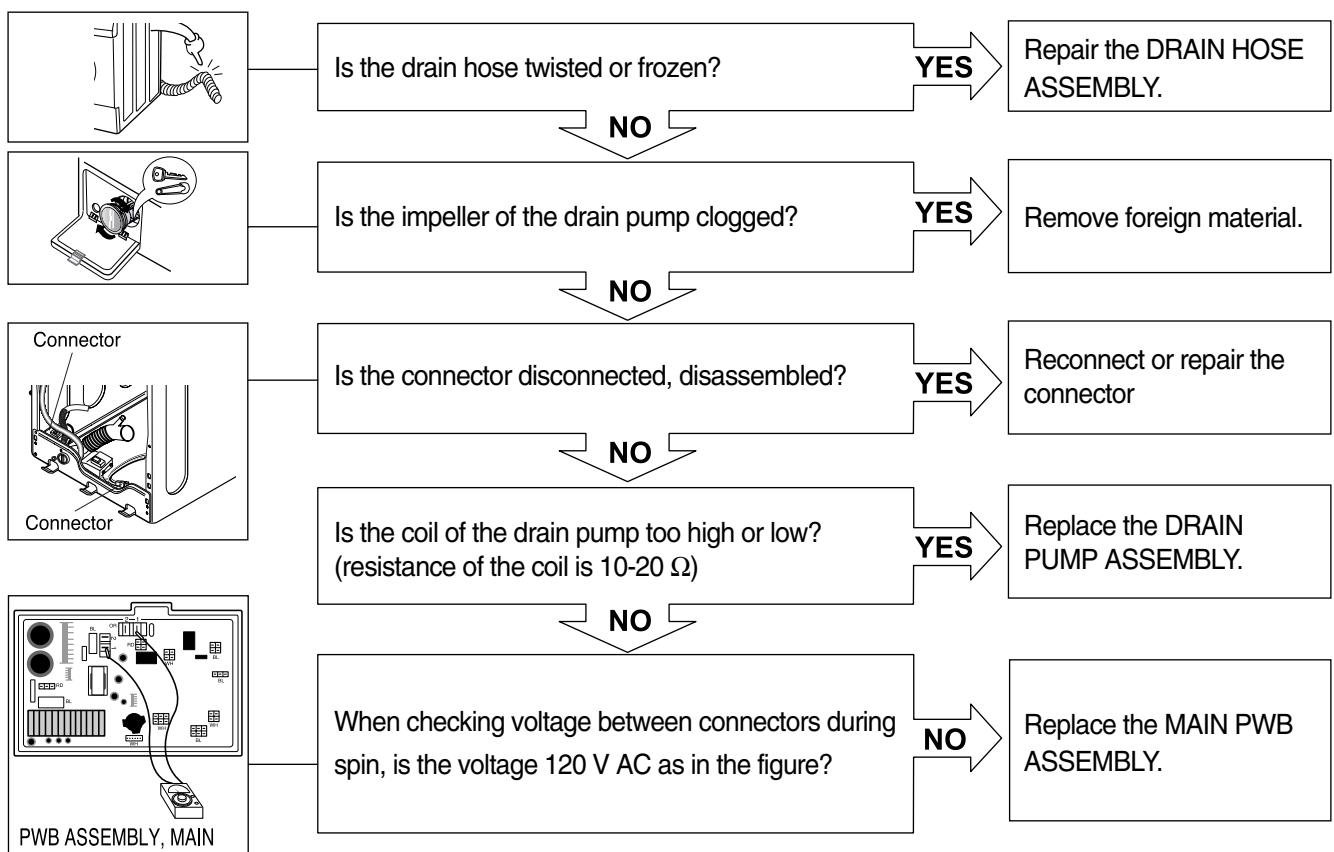 Is the drain hose twisted or frozen?
YES
Repair the DRAIN HOSE
ASSEMBLY.
NO
Is the impeller of the drain pump clogged?
YES
Remove foreign material.
NO
Connector
Connector
Is the connector disconnected, disassembled?
YES
Reconnect or repair the
connector
NO
Is the coil of the drain pump too high or low?
(resistance of the coil is 10-20 Ω)
YES
Replace the DRAIN
PUMP ASSEMBLY.
NO
PWB ASSEMBLY, MAIN
When checking voltage between connectors during
spin, is the voltage 120 V AC as in the figure?
NO
Replace the MAIN PWB
ASSEMBLY.